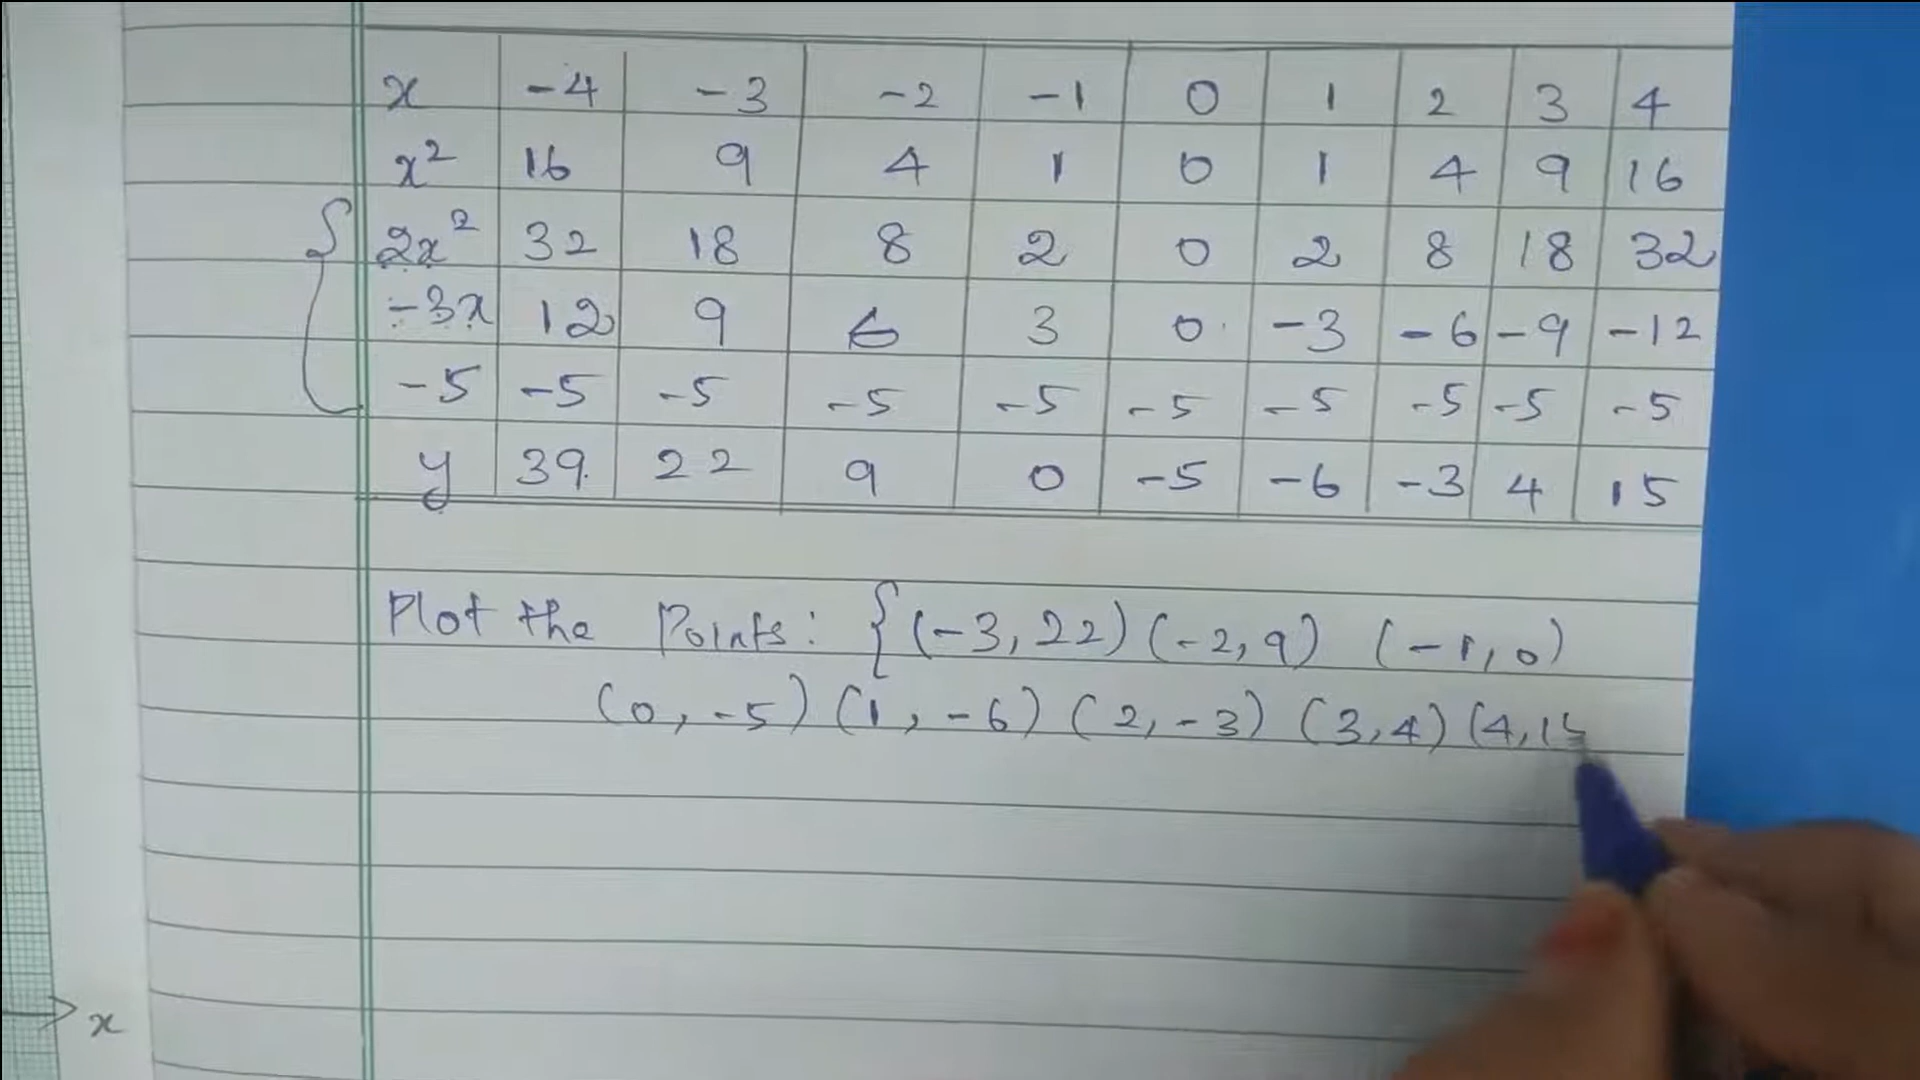 x -4 -3 -2 -1 0 1 2 3 4
x² 16 9 4 1 0 1 4 9 16
2x² 32 18 8 2 0 2 8 18 32
-3x 12 9 6 3 0 -3 -6 -9 -12
-5 -5 -5 -5 -5 -5 -5 -5 -5 -5
y 39 22 9 0 -5 -6 -3 4 15
Plot the Points: {(-3, 22) (-2, 9) (-1, 0)
(0, -5) (1, -6) (2, -3) (3, 4) (4, 15
x